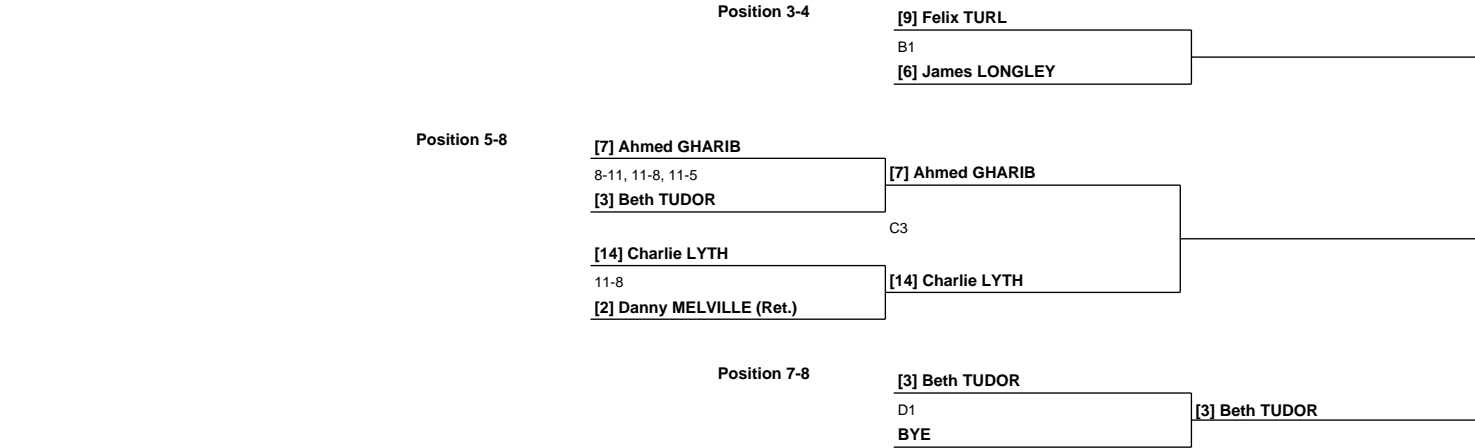 Position 3-4
[9] Felix TURL
B1
[6] James LONGLEY
Position 5-8
[7] Ahmed GHARIB
8-11, 11-8, 11-5
[7] Ahmed GHARIB
[3] Beth TUDOR
C3
[14] Charlie LYTH
11-8
[14] Charlie LYTH
[2] Danny MELVILLE (Ret.)
Position 7-8
[3] Beth TUDOR
D1
[3] Beth TUDOR
BYE